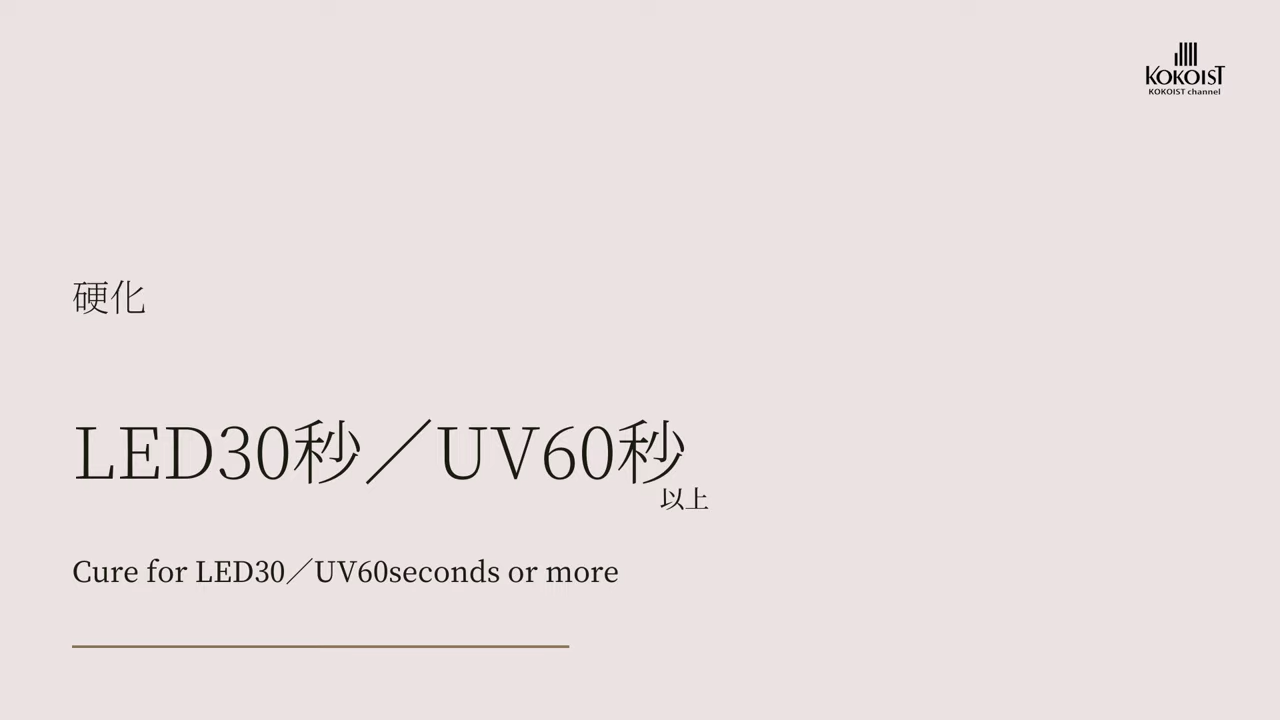 KOKOIST
KOKOIST channel
硬化
LED30秒／UV60秒
以上
Cure for LED30／UV60seconds or more